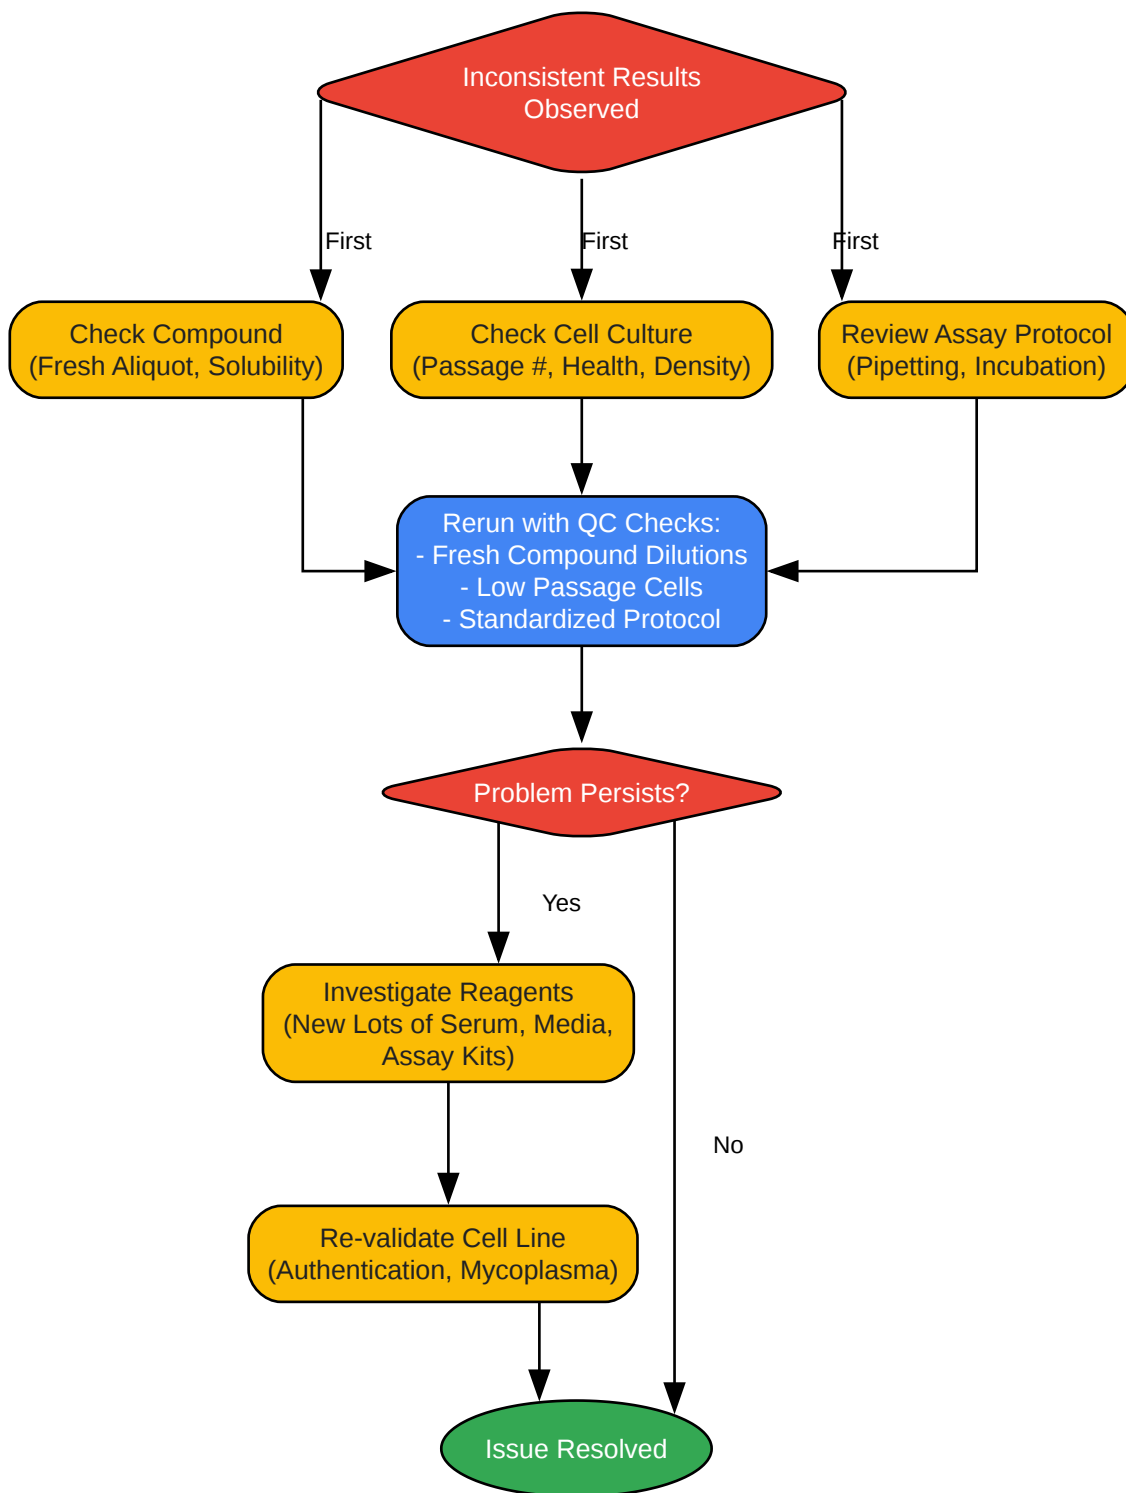 Inconsistent Results
Observed
First
First
First
Check Compound
(Fresh Aliquot, Solubility)
Check Cell Culture
(Passage #, Health, Density)
Review Assay Protocol
(Pipetting, Incubation)
Rerun with QC Checks:
- Fresh Compound Dilutions
- Low Passage Cells
- Standardized Protocol
Problem Persists?
Yes
Investigate Reagents
(New Lots of Serum, Media,
Assay Kits)
No
Re-validate Cell Line
(Authentication, Mycoplasma)
Issue Resolved